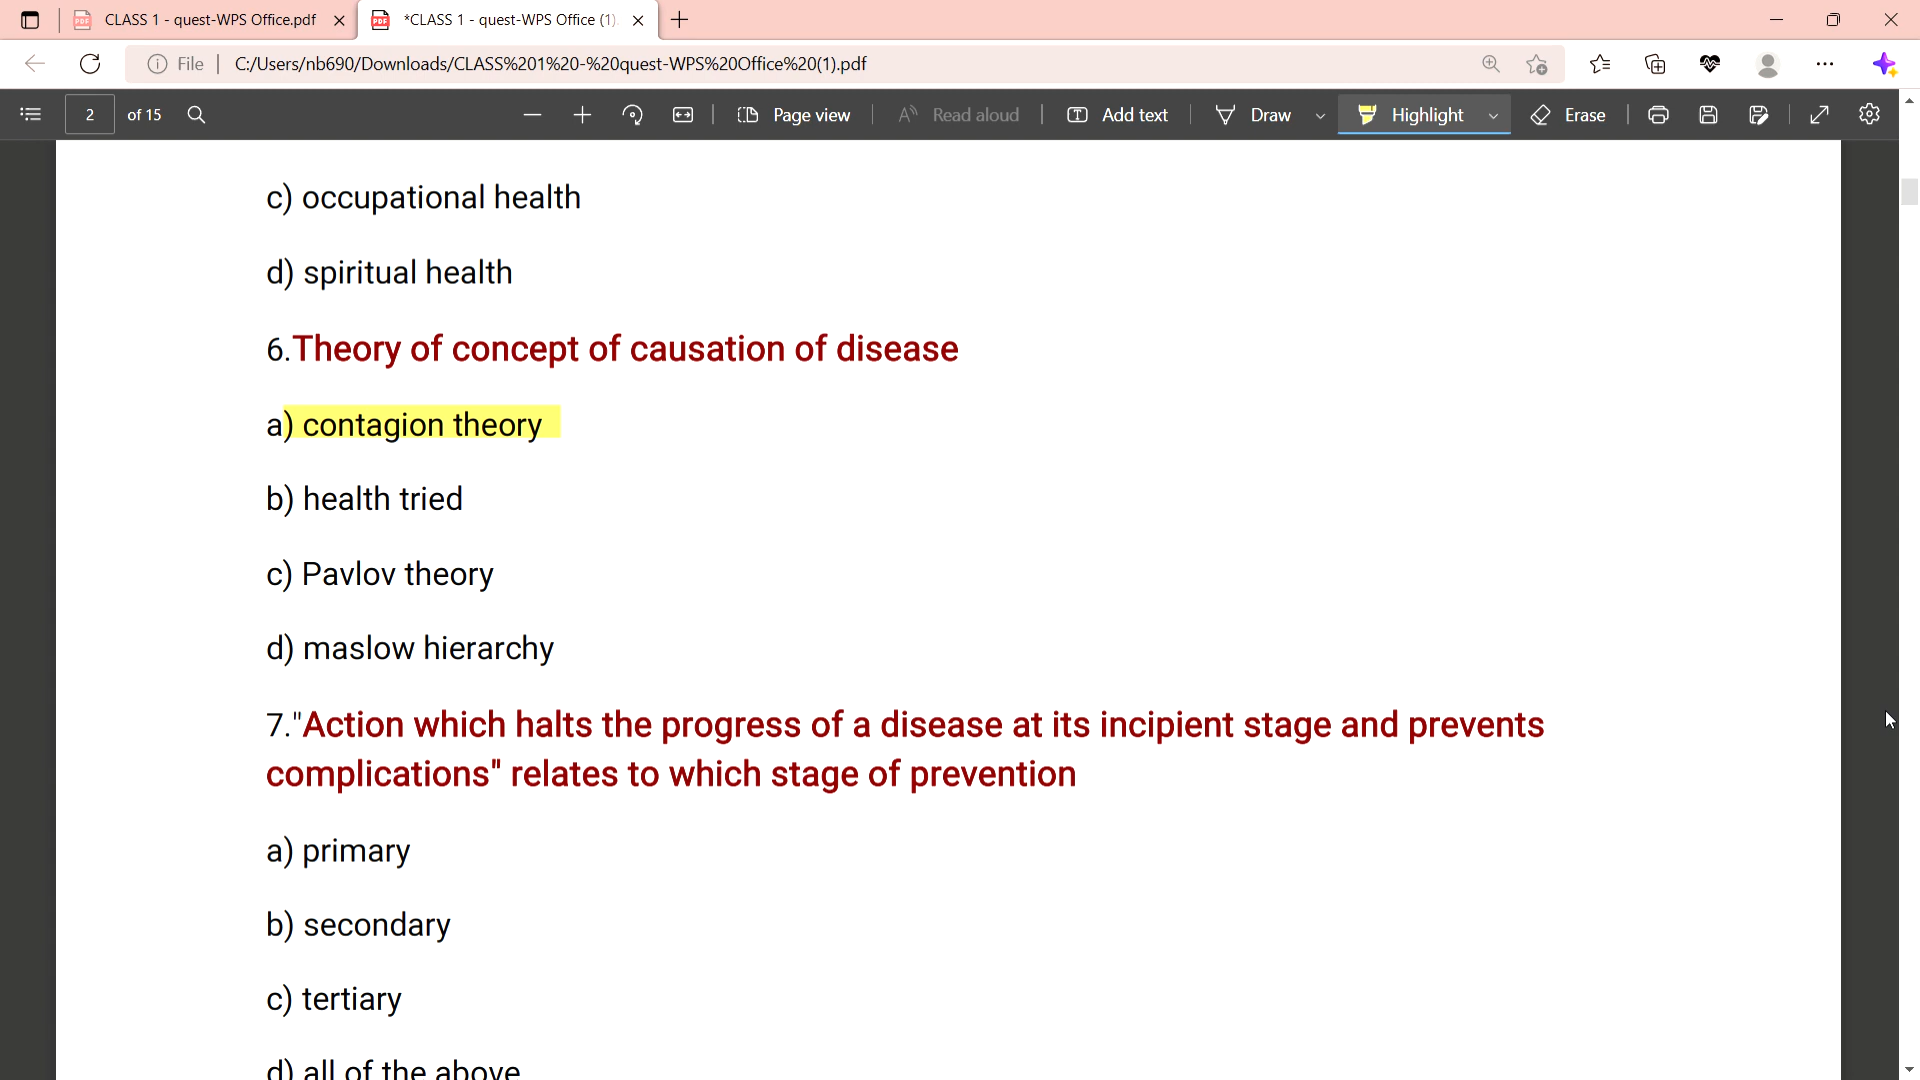 CLASS 1 - quest-WPS Office.pdf
*CLASS 1 - quest-WPS Office (1).
File
C:/Users/nb690/Downloads/CLASS%201%20-%20quest-WPS%20Office%20(1).pdf
2 of 15
Page view
Read aloud
Add text
Draw
Highlight
Erase
c) occupational health
d) spiritual health
6.Theory of concept of causation of disease
a) contagion theory
b) health tried
c) Pavlov theory
d) maslow hierarchy
7."Action which halts the progress of a disease at its incipient stage and prevents
complications" relates to which stage of prevention
a) primary
b) secondary
c) tertiary
d) all of the above